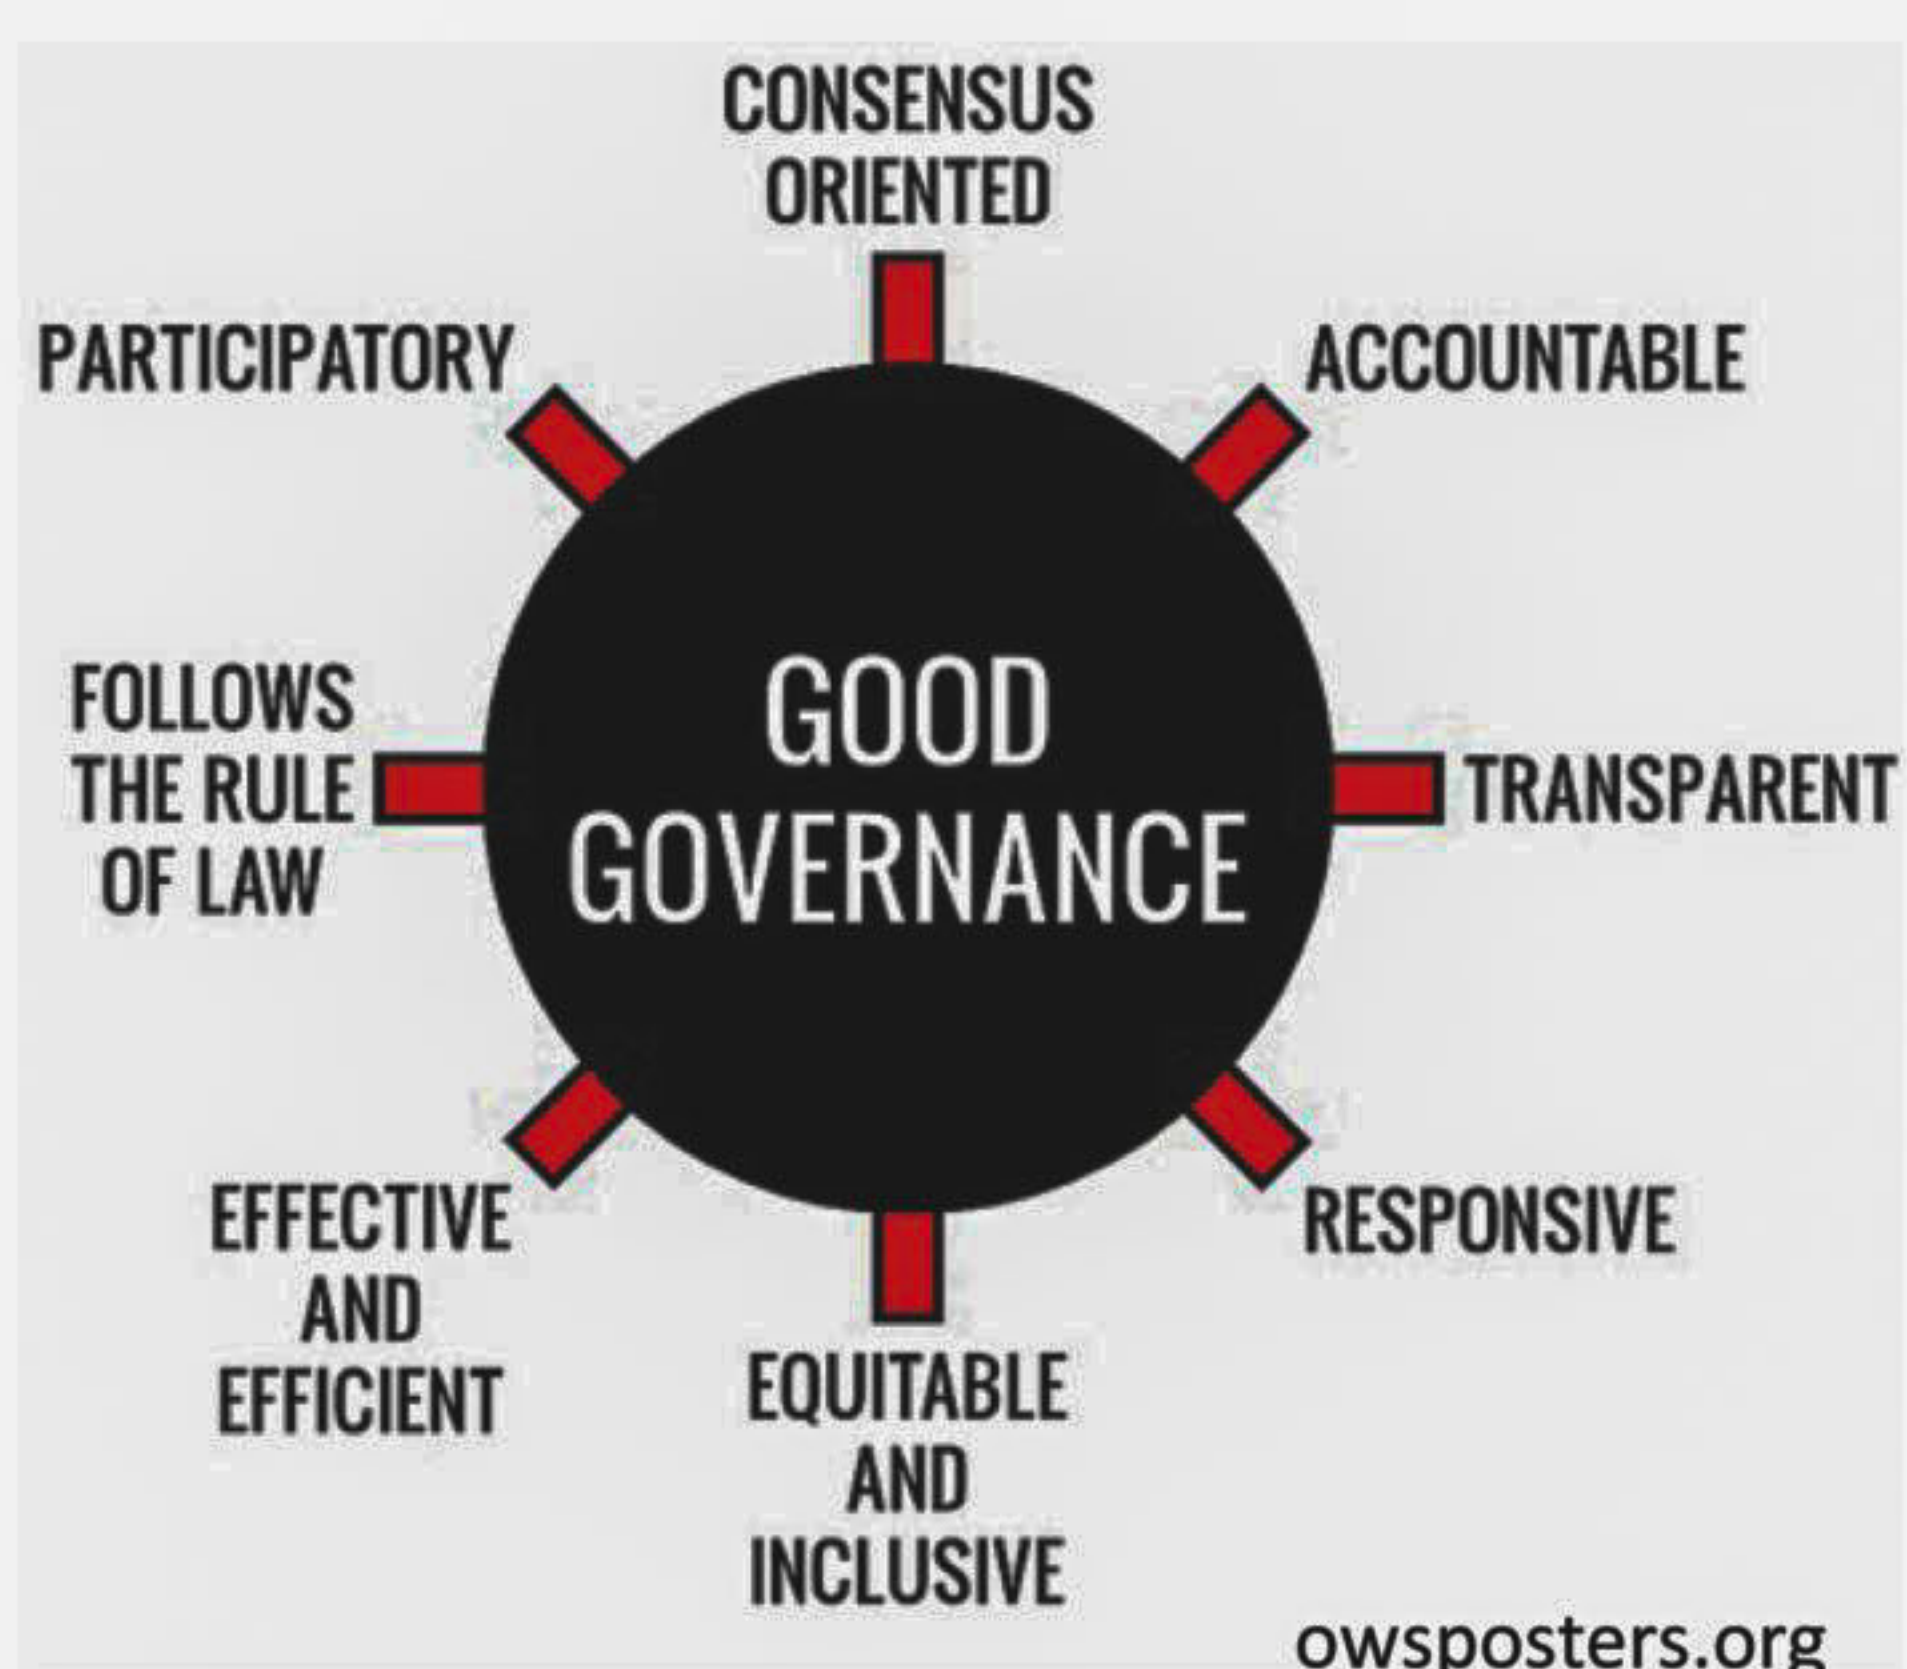 CONSENSUS
ORIENTED
PARTICIPATORY
ACCOUNTABLE
FOLLOWS
THE RULE
OF LAW
GOOD
GOVERNANCE
TRANSPARENT
EFFECTIVE
AND
EFFICIENT
RESPONSIVE
EQUITABLE
AND
INCLUSIVE
owsposters.org